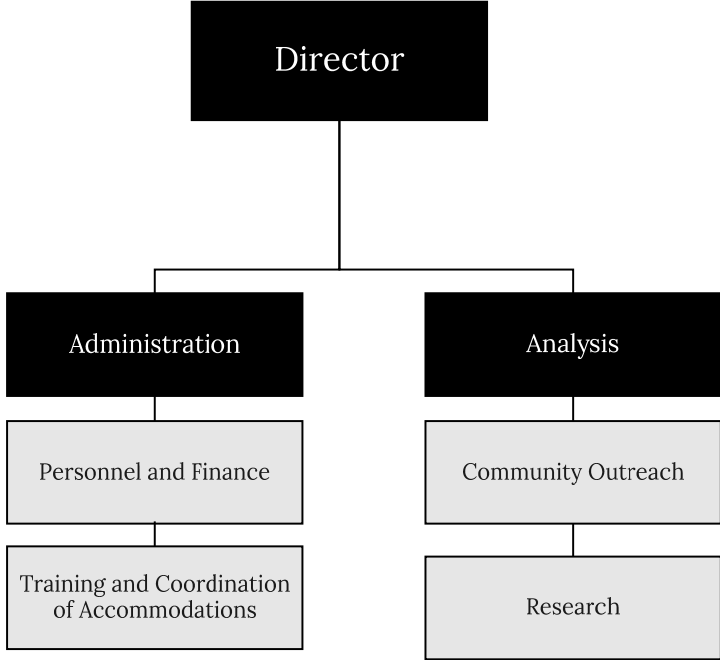 Director
Administration
Analysis
Personnel and Finance
Community Outreach
Training and Coordination
of Accommodations
Research